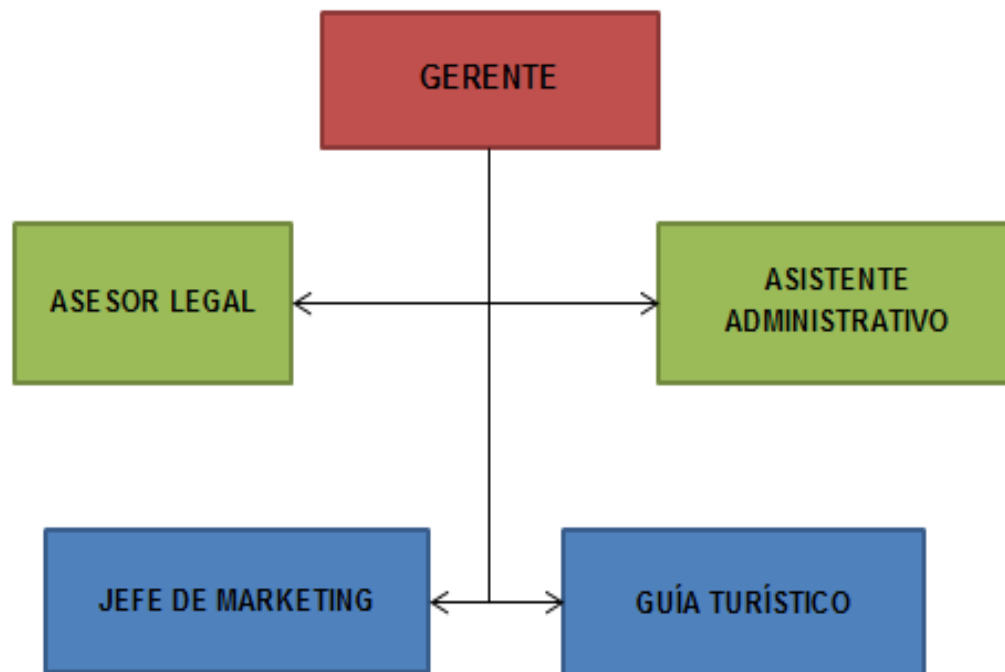 GERENTE
ASESOR LEGAL
ASISTENTE
ADMINISTRATIVO
JEFE DE MARKETING
GUÍA TURÍSTICO